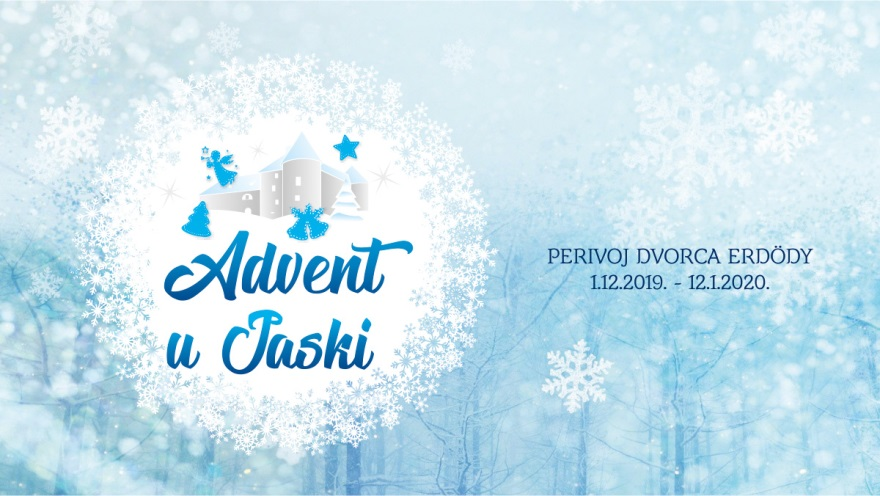 Advent
u Jaski
PERIVOJ DVORCA ERDÖDY
1.12.2019. - 12.1.2020.